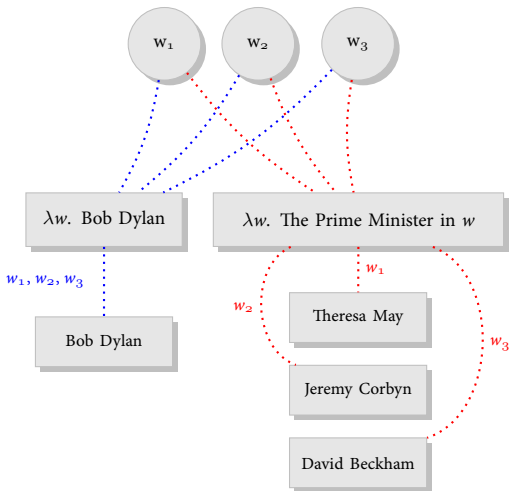 w₁ w₂ w₃
λw. Bob Dylan λw. The Prime Minister in w
w₁, w₂, w₃
w₁
w₂
Theresa May
Bob Dylan
w₃
Jeremy Corbyn
David Beckham